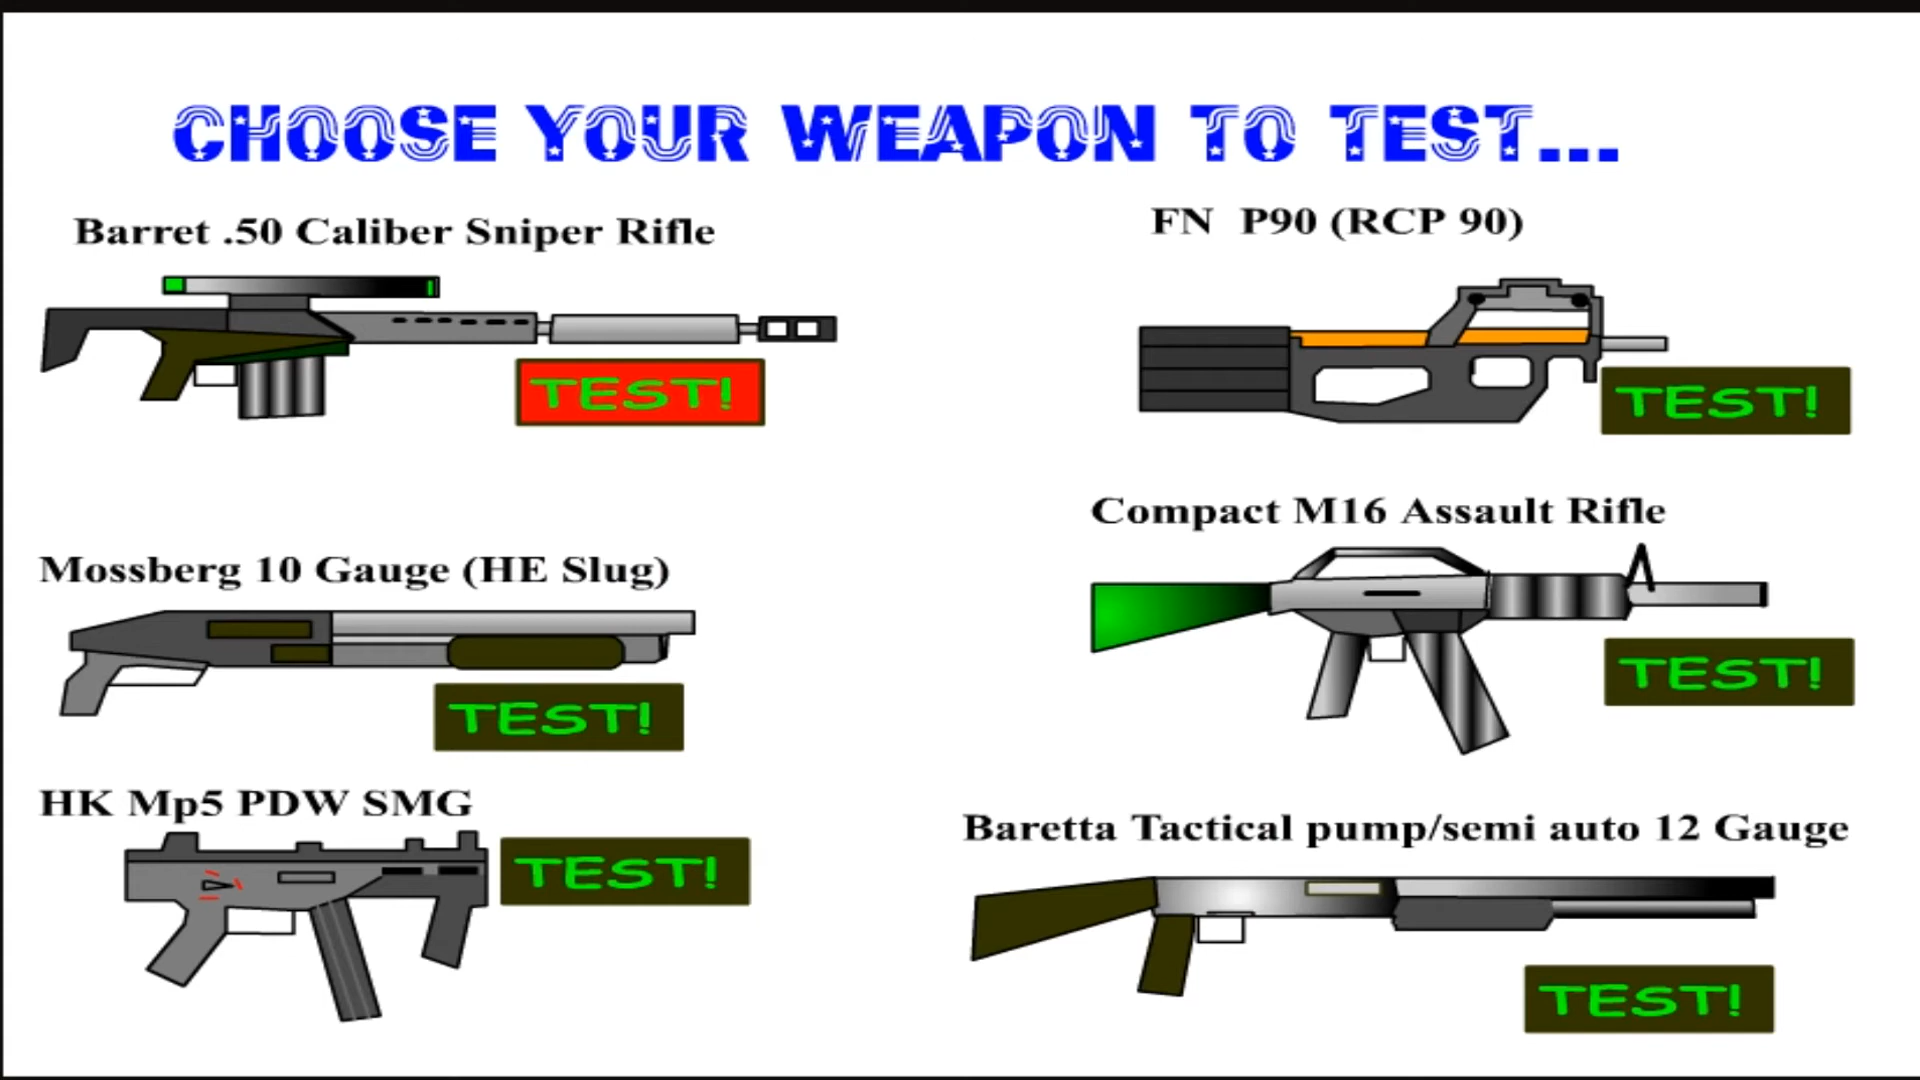 CHOOSE YOUR WEAPON TO TEST...
Barret .50 Caliber Sniper Rifle
TEST!
FN P90 (RCP 90)
TEST!
Mossberg 10 Gauge (HE Slug)
TEST!
Compact M16 Assault Rifle
TEST!
HK Mp5 PDW SMG
TEST!
Baretta Tactical pump/semi auto 12 Gauge
TEST!